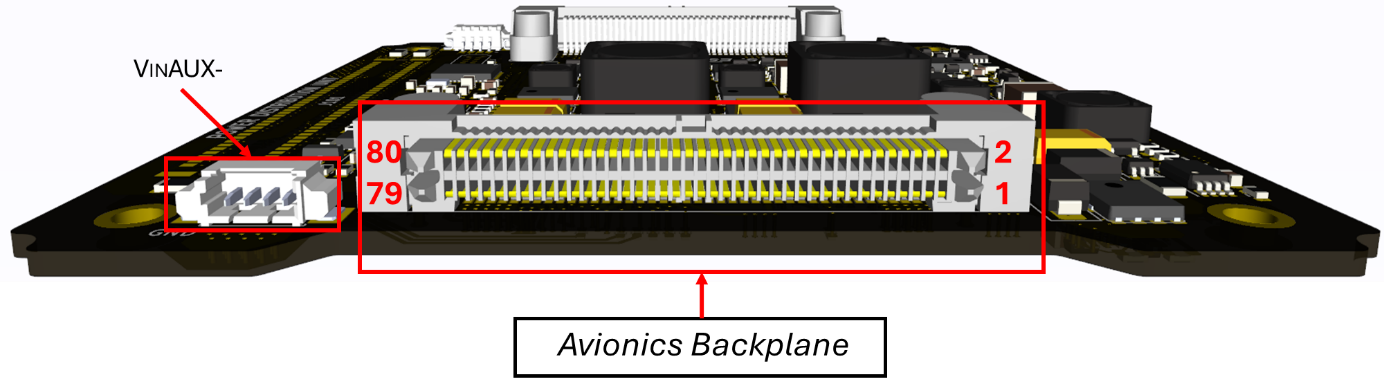 VINAUX-
80
2
79
1
GND
Avionics Backplane